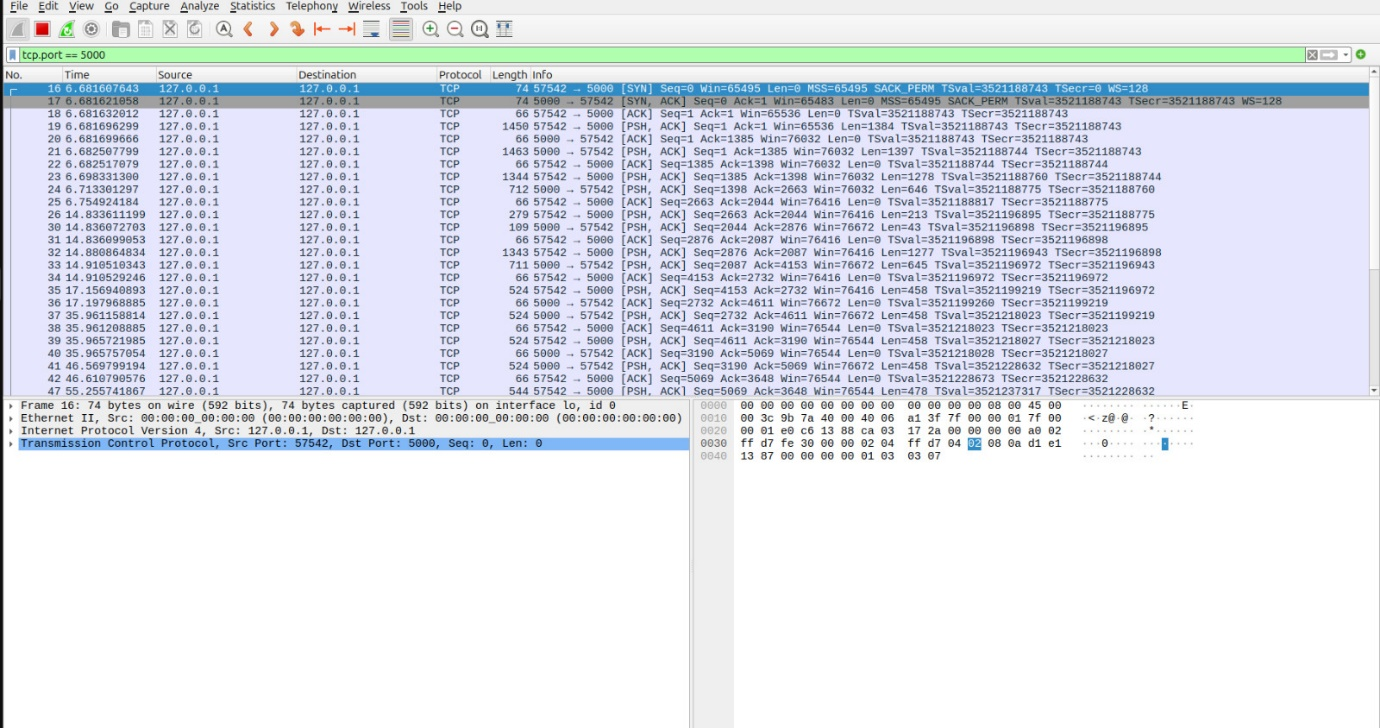 File Edit View Go Capture Analyze Statistics Telephony Wireless Tools Help
tcp.port == 5000
No. Time Source Destination Protocol Length Info
16 6.681607643 127.0.0.1 127.0.0.1 TCP 74 57542 → 5000 [SYN] Seq=0 Win=65495 Len=0 MSS=65495 SACK_PERM TSval=3521188743 TSecr=0 WS=128
17 6.681621058 127.0.0.1 127.0.0.1 TCP 74 5000 → 57542 [SYN, ACK] Seq=0 Ack=1 Win=65483 Len=0 MSS=65495 SACK_PERM TSval=3521188743 TSecr=3521188743 WS=128
18 6.681632012 127.0.0.1 127.0.0.1 TCP 66 57542 → 5000 [ACK] Seq=1 Ack=1 Win=65536 Len=0 TSval=3521188743 TSecr=3521188743
19 6.681696299 127.0.0.1 127.0.0.1 TCP 1450 57542 → 5000 [PSH, ACK] Seq=1 Ack=1 Win=65536 Len=1384 TSval=3521188743 TSecr=3521188743
20 6.681699666 127.0.0.1 127.0.0.1 TCP 66 5000 → 57542 [ACK] Seq=1 Ack=1385 Win=76032 Len=0 TSval=3521188743 TSecr=3521188743
21 6.682507799 127.0.0.1 127.0.0.1 TCP 1463 5000 → 57542 [PSH, ACK] Seq=1 Ack=1385 Win=76032 Len=1397 TSval=3521188744 TSecr=3521188743
22 6.682517079 127.0.0.1 127.0.0.1 TCP 66 57542 → 5000 [ACK] Seq=1385 Ack=1398 Win=76032 Len=0 TSval=3521188744 TSecr=3521188744
23 6.698331300 127.0.0.1 127.0.0.1 TCP 1344 57542 → 5000 [PSH, ACK] Seq=1385 Ack=1398 Win=76032 Len=1278 TSval=3521188760 TSecr=3521188744
24 6.713301297 127.0.0.1 127.0.0.1 TCP 712 5000 → 57542 [PSH, ACK] Seq=1398 Ack=2663 Win=76032 Len=646 TSval=3521188775 TSecr=3521188760
25 6.754924184 127.0.0.1 127.0.0.1 TCP 66 57542 → 5000 [ACK] Seq=2663 Ack=2044 Win=76416 Len=0 TSval=3521188817 TSecr=3521188775
26 14.833611199 127.0.0.1 127.0.0.1 TCP 279 57542 → 5000 [PSH, ACK] Seq=2663 Ack=2044 Win=76416 Len=213 TSval=3521196895 TSecr=3521188775
30 14.836072703 127.0.0.1 127.0.0.1 TCP 109 5000 → 57542 [PSH, ACK] Seq=2044 Ack=2876 Win=76672 Len=43 TSval=3521196898 TSecr=3521196895
31 14.836099053 127.0.0.1 127.0.0.1 TCP 66 57542 → 5000 [ACK] Seq=2876 Ack=2087 Win=76416 Len=0 TSval=3521196898 TSecr=3521196898
32 14.880864834 127.0.0.1 127.0.0.1 TCP 1343 57542 → 5000 [PSH, ACK] Seq=2876 Ack=2087 Win=76416 Len=1277 TSval=3521196943 TSecr=3521196898
33 14.910510343 127.0.0.1 127.0.0.1 TCP 711 5000 → 57542 [PSH, ACK] Seq=2087 Ack=4153 Win=76672 Len=645 TSval=3521196972 TSecr=3521196943
34 14.910529246 127.0.0.1 127.0.0.1 TCP 66 57542 → 5000 [ACK] Seq=4153 Ack=2732 Win=76416 Len=0 TSval=3521196972 TSecr=3521196972
35 17.156940893 127.0.0.1 127.0.0.1 TCP 524 57542 → 5000 [PSH, ACK] Seq=4153 Ack=2732 Win=76416 Len=458 TSval=3521199219 TSecr=3521196972
36 17.197968885 127.0.0.1 127.0.0.1 TCP 66 5000 → 57542 [ACK] Seq=2732 Ack=4611 Win=76672 Len=0 TSval=3521199260 TSecr=3521199219
37 35.961158814 127.0.0.1 127.0.0.1 TCP 524 5000 → 57542 [PSH, ACK] Seq=2732 Ack=4611 Win=76672 Len=458 TSval=3521218023 TSecr=3521199219
38 35.961208885 127.0.0.1 127.0.0.1 TCP 66 57542 → 5000 [ACK] Seq=4611 Ack=3190 Win=76544 Len=0 TSval=3521218023 TSecr=3521218023
39 35.965721985 127.0.0.1 127.0.0.1 TCP 524 57542 → 5000 [PSH, ACK] Seq=4611 Ack=3190 Win=76544 Len=458 TSval=3521218027 TSecr=3521218023
40 35.965757054 127.0.0.1 127.0.0.1 TCP 66 5000 → 57542 [ACK] Seq=3190 Ack=5069 Win=76544 Len=0 TSval=3521218028 TSecr=3521218027
41 46.569799194 127.0.0.1 127.0.0.1 TCP 524 5000 → 57542 [PSH, ACK] Seq=3190 Ack=5069 Win=76672 Len=458 TSval=3521228632 TSecr=3521218027
42 46.610790576 127.0.0.1 127.0.0.1 TCP 66 57542 → 5000 [ACK] Seq=5069 Ack=3648 Win=76544 Len=0 TSval=3521228673 TSecr=3521228632
47 55.255741867 127.0.0.1 127.0.0.1 TCP 544 57542 → 5000 [PSH, ACK] Seq=5069 Ack=3648 Win=76544 Len=478 TSval=3521237317 TSecr=3521228632
Frame 16: 74 bytes on wire (592 bits), 74 bytes captured (592 bits) on interface lo, id 0
Ethernet II, Src: 00:00:00_00:00:00 (00:00:00:00:00:00), Dst: 00:00:00_00:00:00 (00:00:00:00:00:00)
Internet Protocol Version 4, Src: 127.0.0.1, Dst: 127.0.0.1
Transmission Control Protocol, Src Port: 57542, Dst Port: 5000, Seq: 0, Len: 0
0000 00 00 00 00 00 00 00 00 00 00 00 00 08 00 45 00 ········ ······E·
0010 00 3c 9b 7a 40 00 40 06 a1 3f 7f 00 00 01 7f 00 ·<·z@·@· ·?······
0020 00 01 e0 c6 13 88 ca 03 17 2a 00 00 00 00 a0 02 ········ ·*······
0030 ff d7 fe 30 00 00 02 04 ff d7 04 02 08 0a d1 e1 ···0···· ········
0040 13 87 00 00 00 00 01 03 03 07 ········ ··